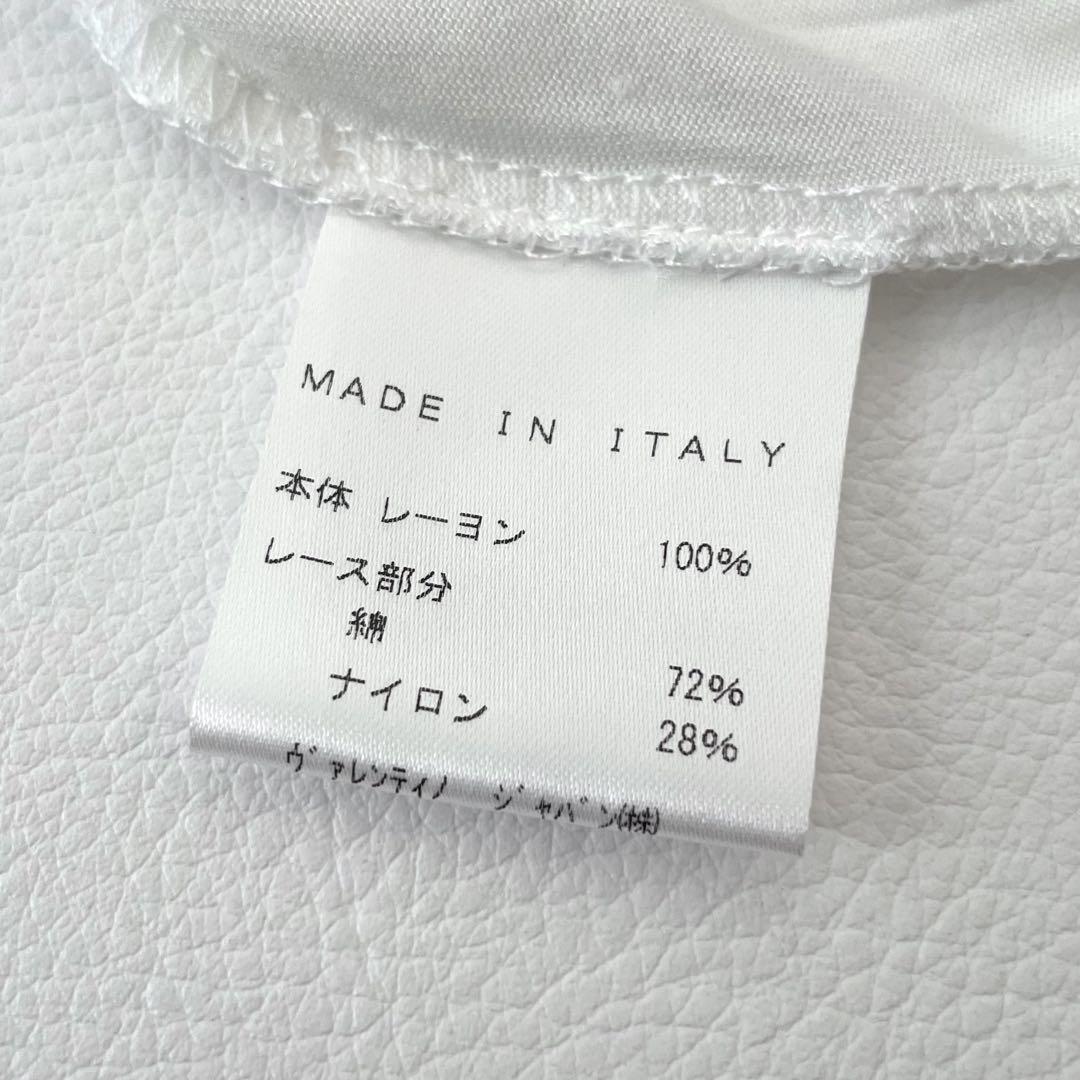 MADE IN ITALY
本体 レーヨン 100%
レース部分
綿 72%
ナイロン 28%
ヴァレンティノ ジャパン(株)